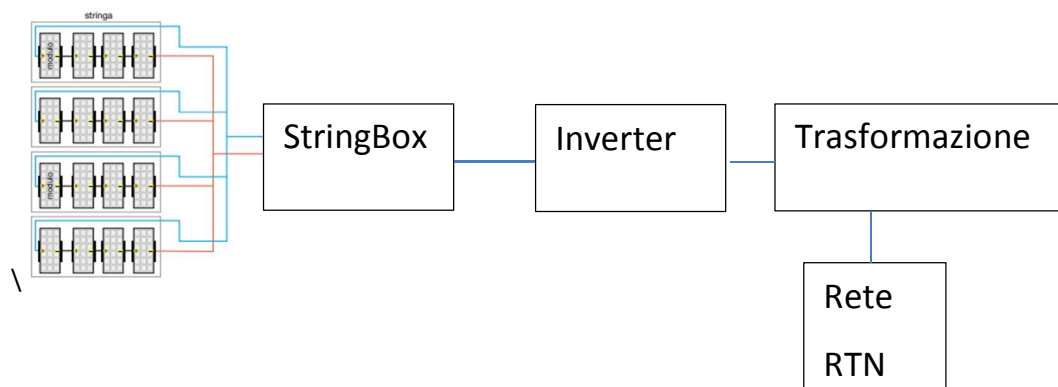 stringa
modulo
modulo
StringBox
Inverter
Trasformazione
\
Rete
RTN